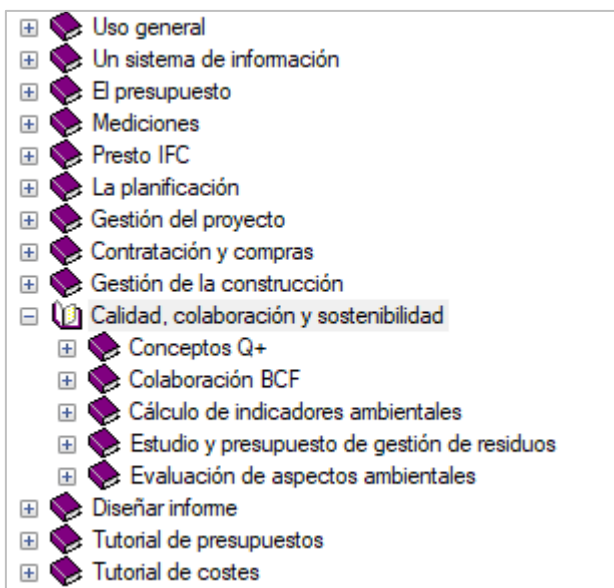 Uso general
Un sistema de información
El presupuesto
Mediciones
Presto IFC
La planificación
Gestión del proyecto
Contratación y compras
Gestión de la construcción
Calidad, colaboración y sostenibilidad
Conceptos Q+
Colaboración BCF
Cálculo de indicadores ambientales
Estudio y presupuesto de gestión de residuos
Evaluación de aspectos ambientales
Diseñar informe
Tutorial de presupuestos
Tutorial de costes